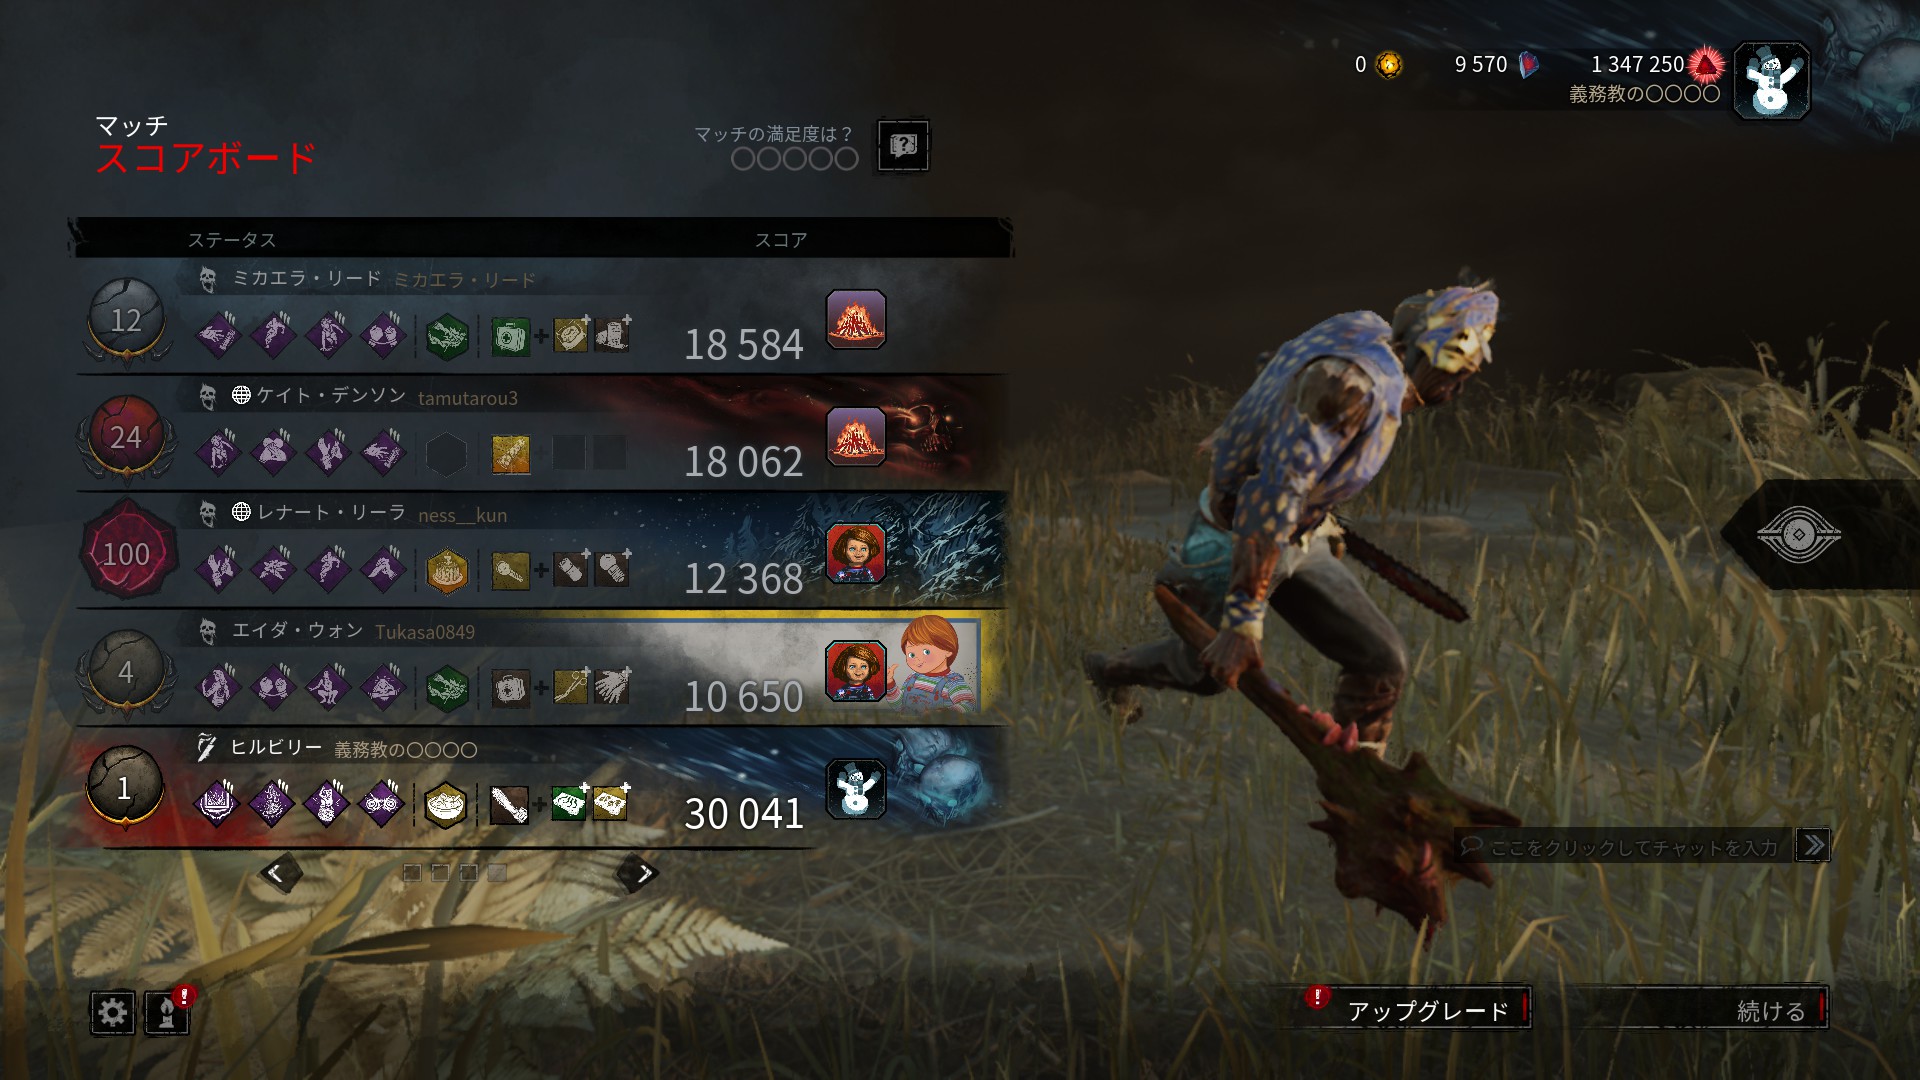 0
9 570
1 347 250
義務教の〇〇〇〇
マッチ
スコアボード
マッチの満足度は？
ステータス
スコア
12
ミカエラ・リード ミカエラ・リード
18 584
24
ケイト・デンソン tamutarou3
18 062
100
レナート・リーラ ness__kun
12 368
4
エイダ・ウォン Tukasa0849
10 650
1
ヒルビリー 義務教の〇〇〇〇
30 041
ここをクリックしてチャットを入力
アップグレード
続ける